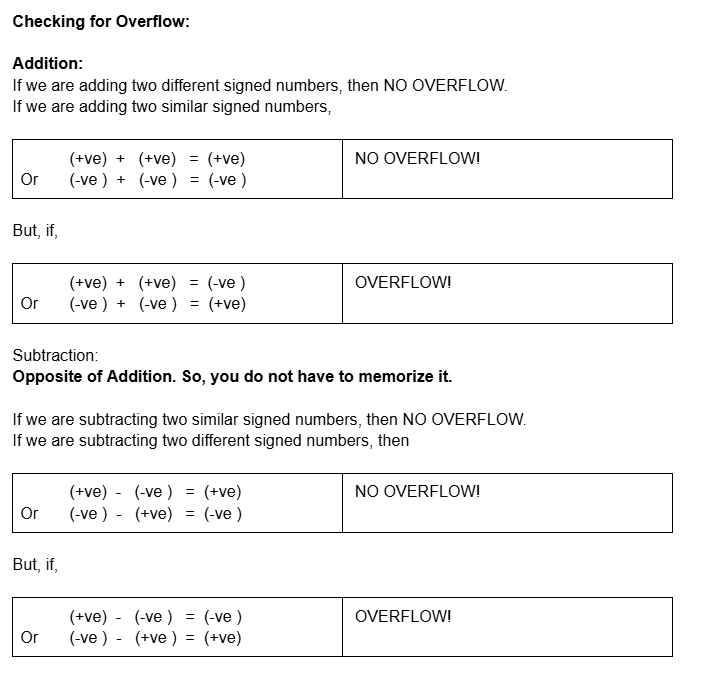 Checking for Overflow:
Addition:
If we are adding two different signed numbers, then NO OVERFLOW.
If we are adding two similar signed numbers,
(+ve) + (+ve) = (+ve) NO OVERFLOW!
Or (-ve ) + (-ve ) = (-ve )
But, if,
(+ve) + (+ve) = (-ve ) OVERFLOW!
Or (-ve ) + (-ve ) = (+ve)
Subtraction:
Opposite of Addition. So, you do not have to memorize it.
If we are subtracting two similar signed numbers, then NO OVERFLOW.
If we are subtracting two different signed numbers, then
(+ve) - (-ve ) = (+ve) NO OVERFLOW!
Or (-ve ) - (+ve) = (-ve )
But, if,
(+ve) - (-ve ) = (-ve ) OVERFLOW!
Or (-ve ) - (+ve ) = (+ve)